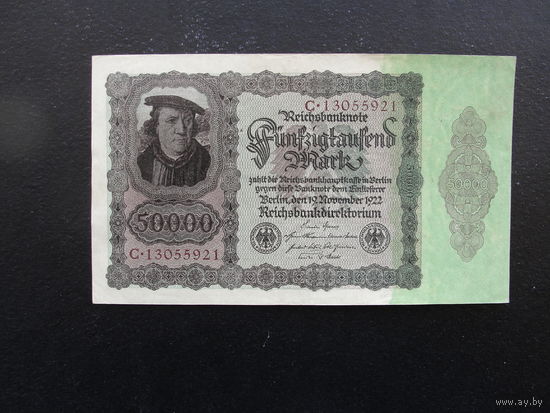 C·13055921
Reichsbanknote
Fünfzigtausend
Mark
zahlt die Reichsbankhauptkasse in Berlin
gegen diese Banknote dem Einlieferer
Berlin, den 19. November 1922
Reichsbankdirektorium
50000
C·13055921
50000
www.ay.by